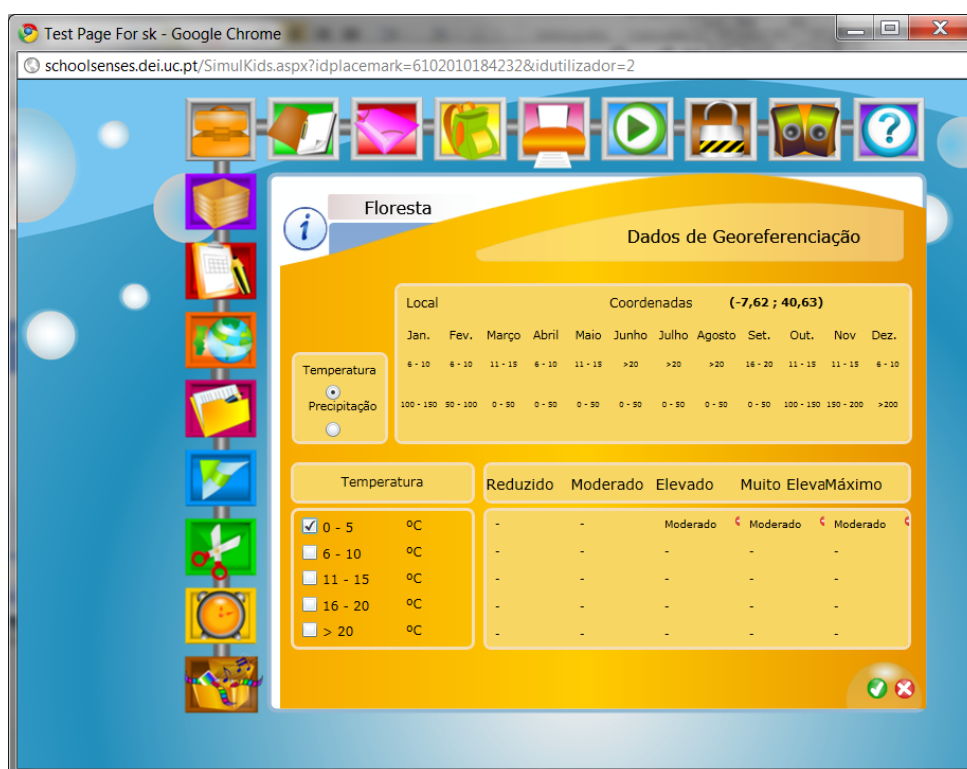 Test Page For sk - Google Chrome
schoolsenses.dei.uc.pt/SimulKids.aspx?idplacemark=6102010184232&idutilizador=2
?
i
Floresta
Dados de Georeferenciação
Local Coordenadas (-7,62 ; 40,63)
Jan. Fev. Março Abril Maio Junho Julho Agosto Set. Out. Nov Dez.
Temperatura 6 - 10 6 - 10 11 - 15 6 - 10 11 - 15 >20 >20 >20 16 - 20 11 - 15 11 - 15 6 - 10
Precipitação 100 - 150 50 - 100 0 - 50 0 - 50 0 - 50 0 - 50 0 - 50 0 - 50 0 - 50 100 - 150 150 - 200 >200
Temperatura Reduzido Moderado Elevado Muito ElevaMáximo
0 - 5 ºC - - Moderado Moderado Moderado
6 - 10 ºC - - - - -
11 - 15 ºC - - - - -
16 - 20 ºC - - - - -
> 20 ºC - - - - -